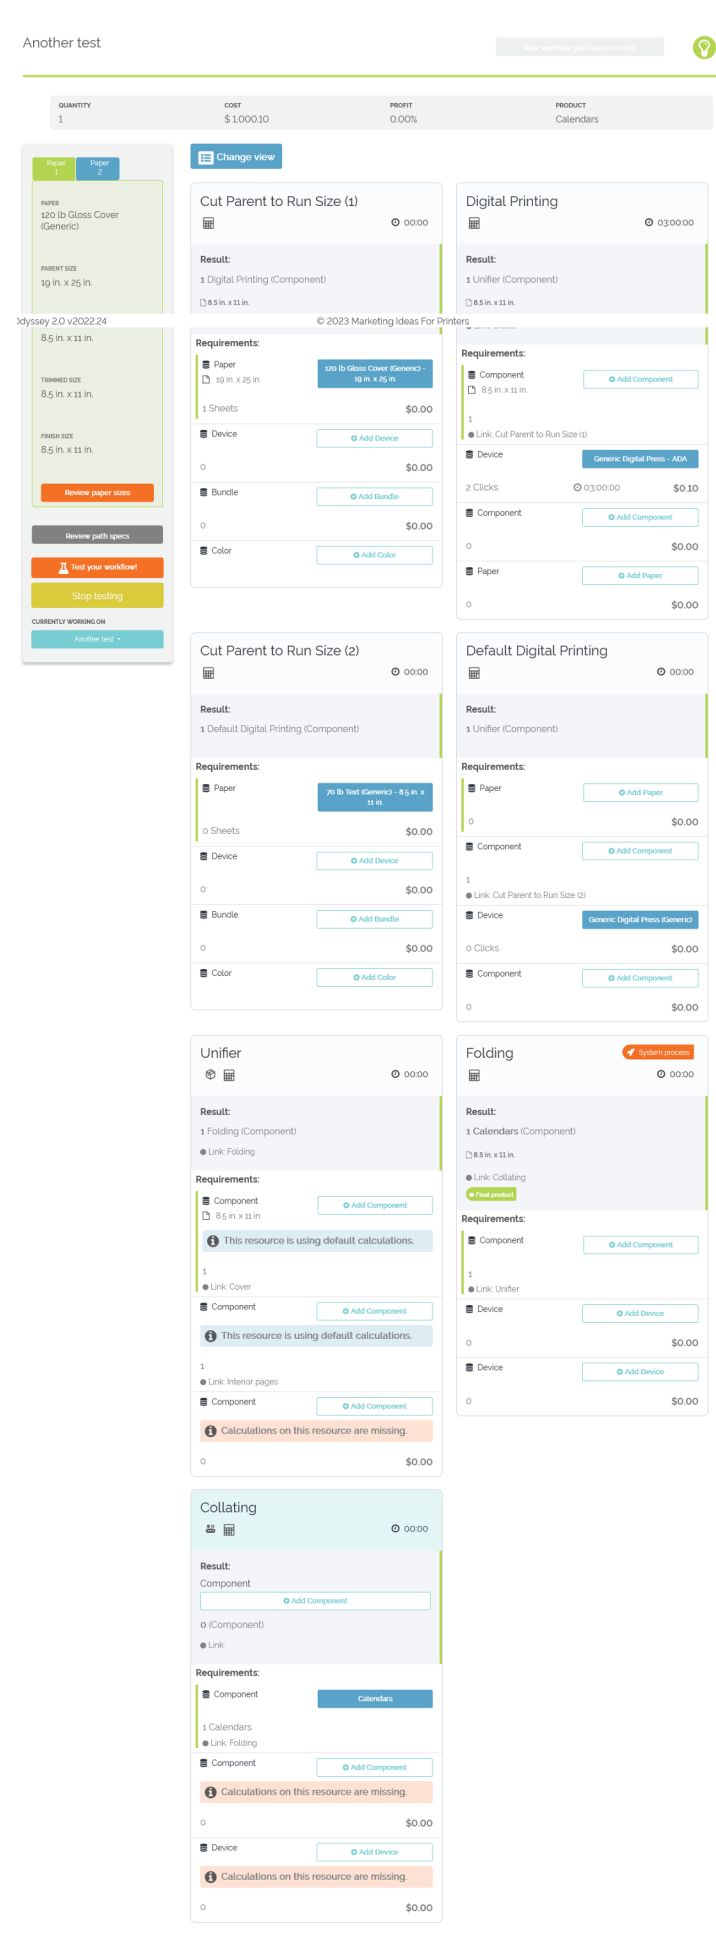 Another test
New workflow path based on this
QUANTITY
1
COST
$ 1,000.10
PROFIT
0.00%
PRODUCT
Calendars
Paper
1
Paper
2
PAPER
120 lb Gloss Cover
(Generic)
PARENT SIZE
19 in. x 25 in.
8.5 in. x 11 in.
TRIMMED SIZE
8.5 in. x 11 in.
FINISH SIZE
8.5 in. x 11 in.
Review paper sizes
Review path specs
Test your workflow!
Stop testing
CURRENTLY WORKING ON
Another test
Change view
Cut Parent to Run Size (1)
00:00
Result:
1 Digital Printing (Component)
8.5 in. x 11 in.
Requirements:
Paper
19 in. x 25 in.
120 lb Gloss Cover (Generic) -
19 in. x 25 in.
1 Sheets
$0.00
Device
Add Device
0
$0.00
Bundle
Add Bundle
0
$0.00
Color
Add Color
Digital Printing
03:00:00
Result:
1 Unifier (Component)
8.5 in. x 11 in.
dyssey 2.0 v2022.24
© 2023 Marketing Ideas For Printers
Requirements:
Component
8.5 in. x 11 in.
Add Component
1
Link: Cut Parent to Run Size (1)
Device
Generic Digital Press - ADA
2 Clicks
03:00:00
$0.10
Component
Add Component
0
$0.00
Paper
Add Paper
0
$0.00
Cut Parent to Run Size (2)
00:00
Result:
1 Default Digital Printing (Component)
Requirements:
Paper
70 lb Text (Generic) - 8.5 in. x
11 in.
0 Sheets
$0.00
Device
Add Device
0
$0.00
Bundle
Add Bundle
0
$0.00
Color
Add Color
Default Digital Printing
00:00
Result:
1 Unifier (Component)
Requirements:
Paper
Add Paper
0
$0.00
Component
Add Component
1
Link: Cut Parent to Run Size (2)
Device
Generic Digital Press (Generic)
0 Clicks
$0.00
Component
Add Component
0
$0.00
Unifier
00:00
Result:
1 Folding (Component)
Link: Folding
Requirements:
Component
8.5 in. x 11 in.
Add Component
This resource is using default calculations.
1
Link: Cover
Component
Add Component
This resource is using default calculations.
1
Link: Interior pages
Component
Add Component
Calculations on this resource are missing.
0
$0.00
Folding
System process
00:00
Result:
1 Calendars (Component)
8.5 in. x 11 in.
Link: Collating
Final product
Requirements:
Component
Add Component
1
Link: Unifier
Device
Add Device
0
$0.00
Device
Add Device
0
$0.00
Collating
00:00
Result:
Component
Add Component
0 (Component)
Link:
Requirements:
Component
Calendars
1 Calendars
Link: Folding
Component
Add Component
Calculations on this resource are missing.
0
$0.00
Device
Add Device
Calculations on this resource are missing.
0
$0.00